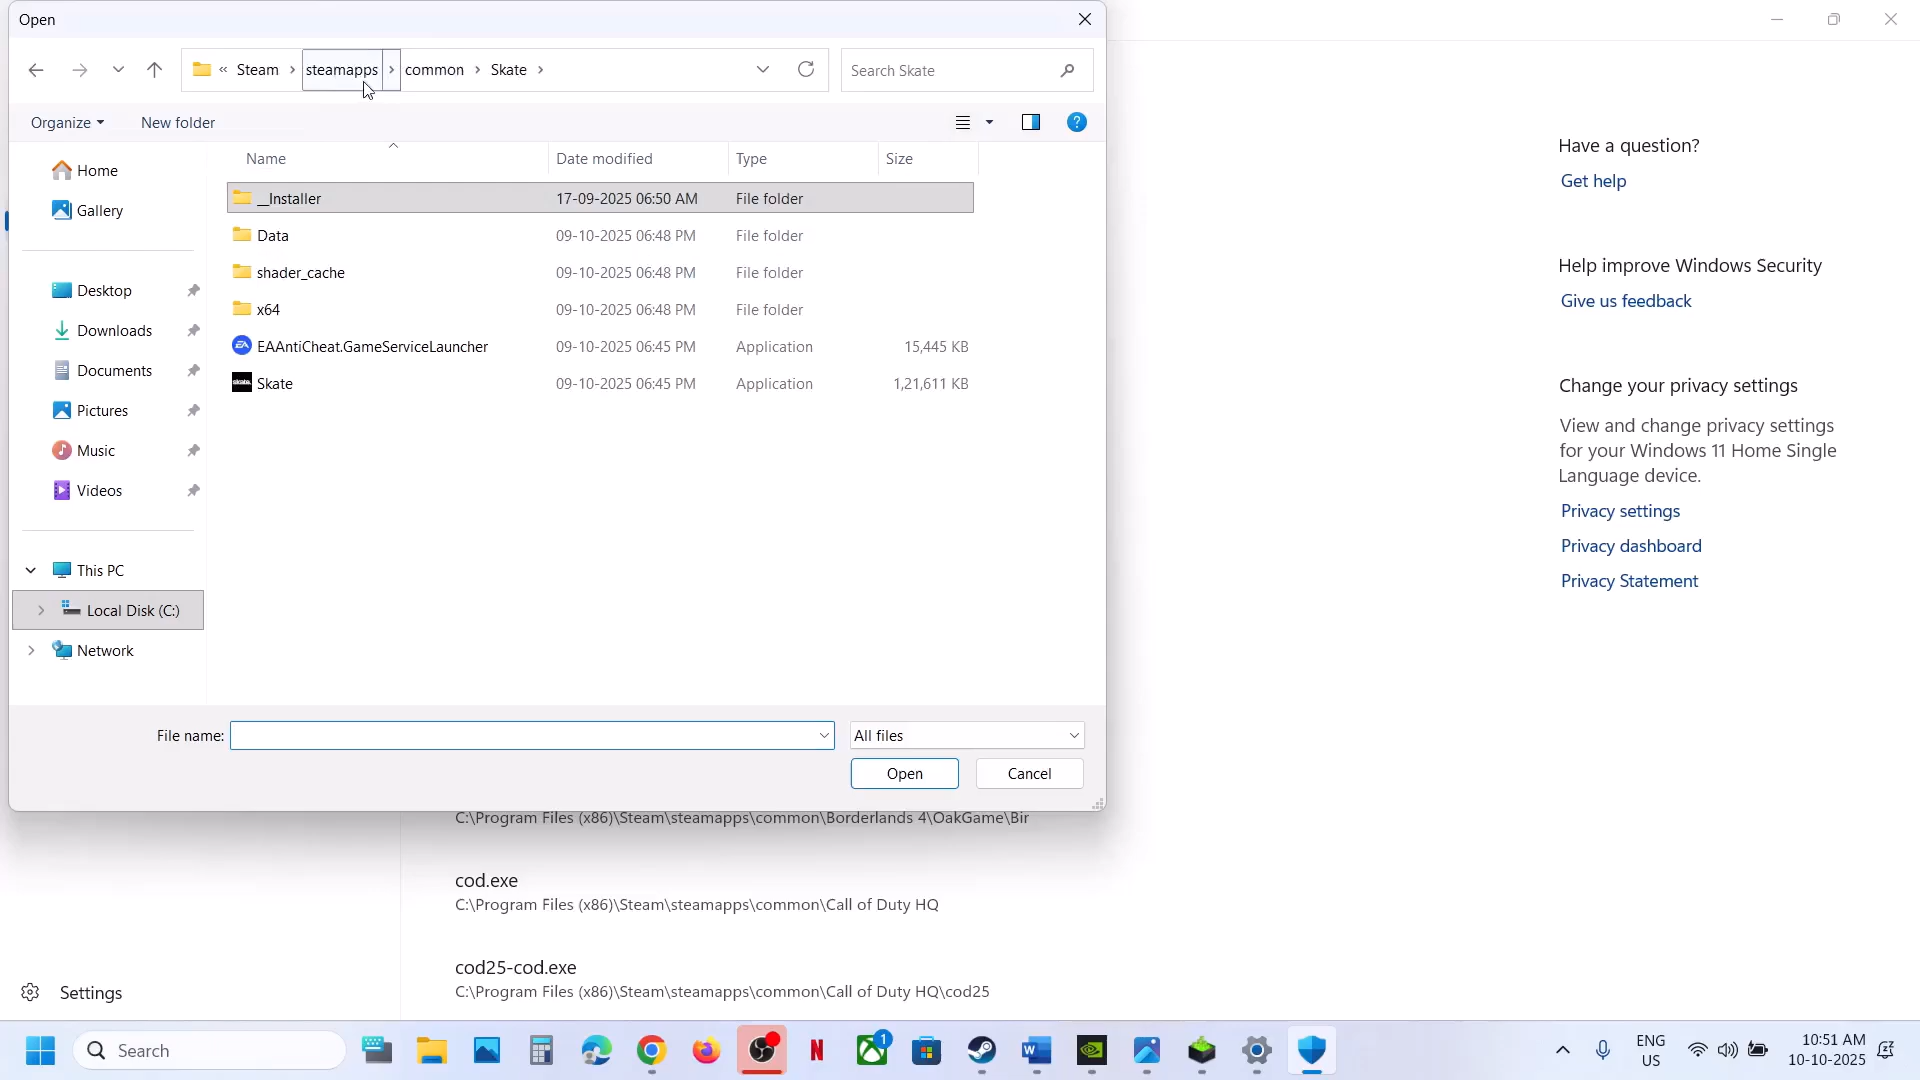 Open
« Steam > steamapps > common > Skate >
Search Skate
Organize
New folder
Name
Date modified
Type
Size
Home
Gallery
Desktop
Downloads
Documents
Pictures
Music
Videos
This PC
Local Disk (C:)
Network
__Installer 17-09-2025 06:50 AM File folder
Data 09-10-2025 06:48 PM File folder
shader_cache 09-10-2025 06:48 PM File folder
x64 09-10-2025 06:48 PM File folder
EAAntiCheat.GameServiceLauncher 09-10-2025 06:45 PM Application 15,445 KB
Skate 09-10-2025 06:45 PM Application 1,21,611 KB
File name:
All files
Open
Cancel
Have a question?
Get help
Help improve Windows Security
Give us feedback
Change your privacy settings
View and change privacy settings
for your Windows 11 Home Single
Language device.
Privacy settings
Privacy dashboard
Privacy Statement
C:\Program Files (x86)\Steam\steamapps\common\Borderlands 4\OakGame\Bir
cod.exe
C:\Program Files (x86)\Steam\steamapps\common\Call of Duty HQ
cod25-cod.exe
C:\Program Files (x86)\Steam\steamapps\common\Call of Duty HQ\cod25
Settings
Search
1
ENG
US
10:51 AM
10-10-2025